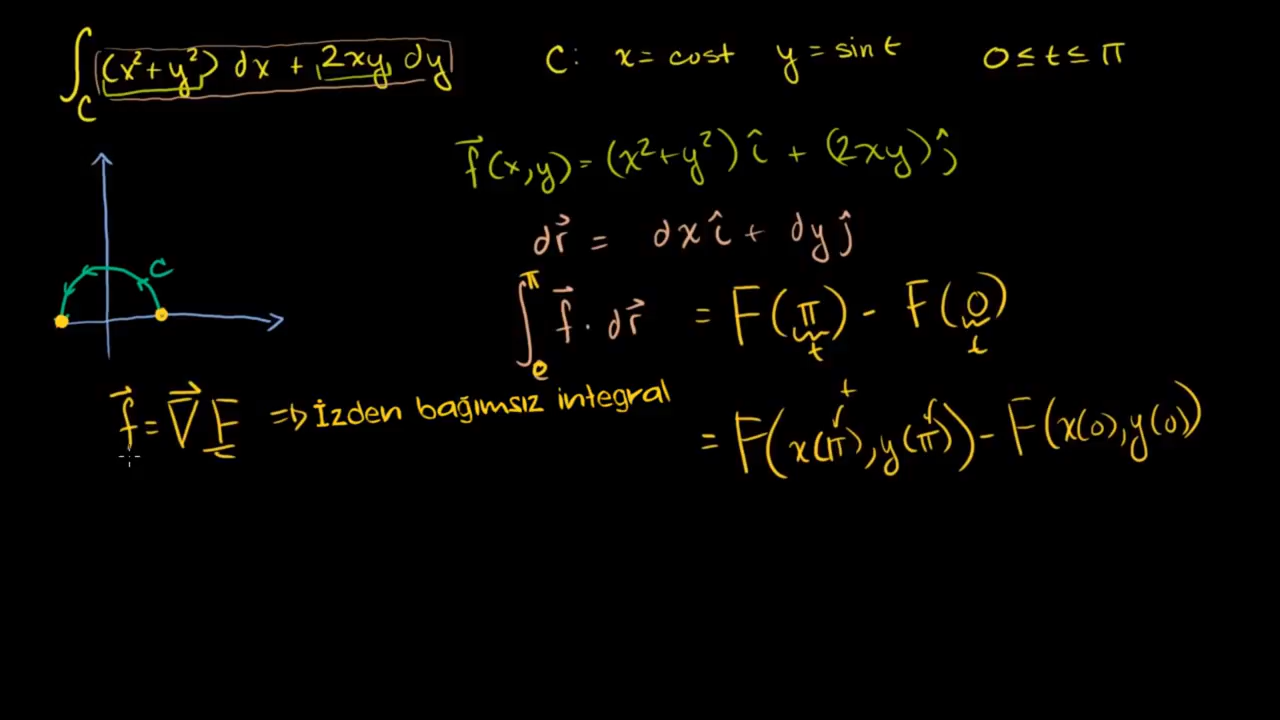 ∫_C (x²+y²) dx + 2xy dy   C: x = cost   y = sint   0 ≤ t ≤ π
f⃗(x,y) = (x²+y²) î + (2xy) ĵ
dr⃗ = dx î + dy ĵ
C
∫_0^π f⃗ · dr⃗ = F(π) - F(0)
t t
f⃗ = ∇⃗F ⇒ İzden bağımsız integral
t
= F(x(π), y(π)) - F(x(0), y(0))